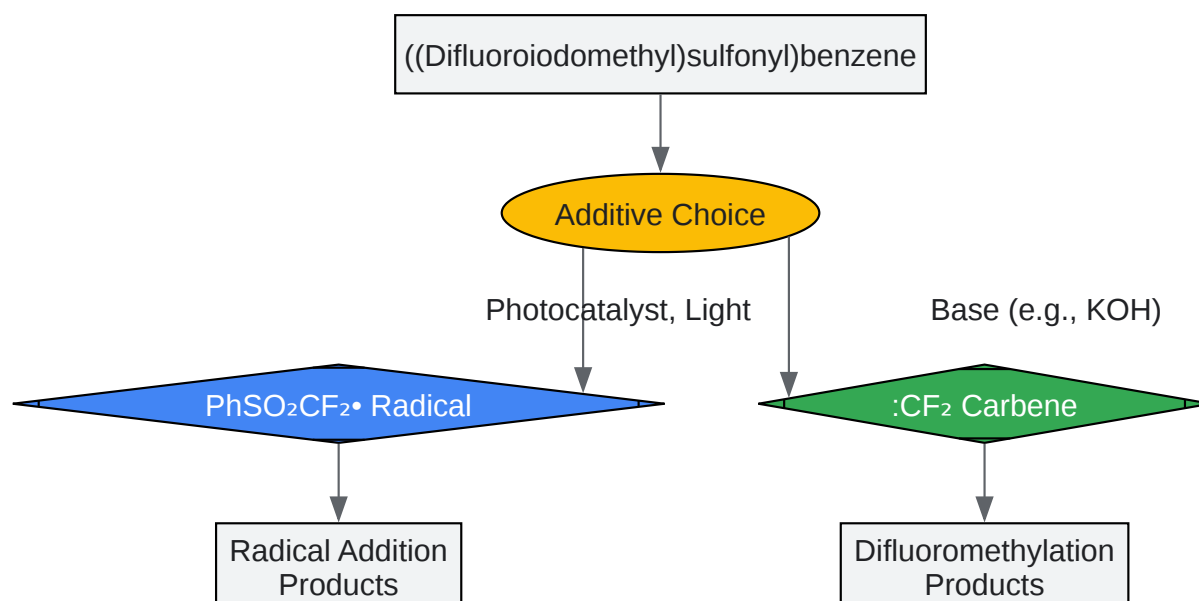 ((Difluoroiodomethyl)sulfonyl)benzene
Additive Choice
Photocatalyst, Light
Base (e.g., KOH)
PhSO₂CF₂• Radical
:CF₂ Carbene
Radical Addition
Products
Difluoromethylation
Products